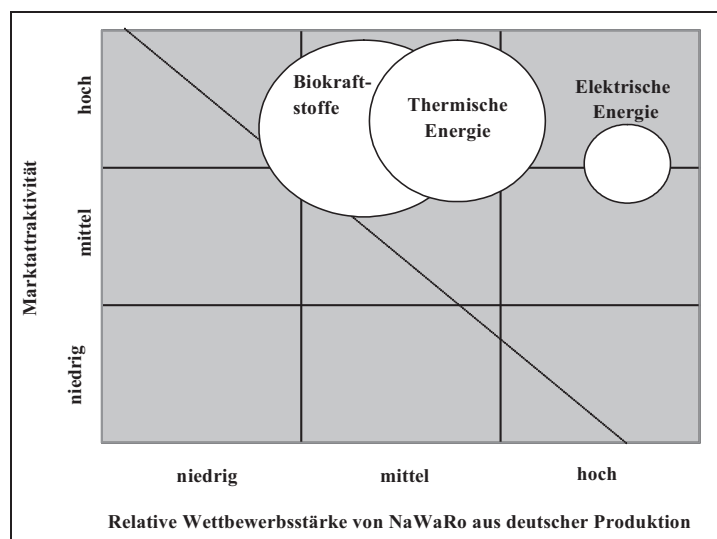 Marktattraktivität
hoch
mittel
niedrig
Biokraft-
stoffe
Thermische
Energie
Elektrische
Energie
niedrig
mittel
hoch
Relative Wettbewerbsstärke von NaWaRo aus deutscher Produktion